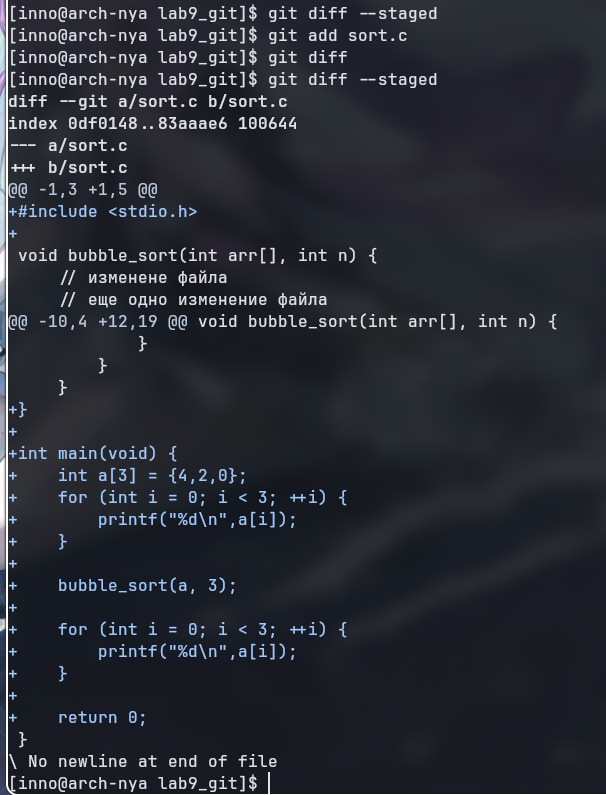 [inno@arch-nya lab9_git]$ git diff --staged
[inno@arch-nya lab9_git]$ git add sort.c
[inno@arch-nya lab9_git]$ git diff
[inno@arch-nya lab9_git]$ git diff --staged
diff --git a/sort.c b/sort.c
index 0df0148..83aaae6 100644
--- a/sort.c
+++ b/sort.c
@@ -1,3 +1,5 @@
+#include <stdio.h>
+
 void bubble_sort(int arr[], int n) {
     // изменене файла
     // еще одно изменение файла
@@ -10,4 +12,19 @@ void bubble_sort(int arr[], int n) {
             }
         }
     }
+}
+
+int main(void) {
+    int a[3] = {4,2,0};
+    for (int i = 0; i < 3; ++i) {
+        printf("%d\n",a[i]);
+    }
+
+    bubble_sort(a, 3);
+
+    for (int i = 0; i < 3; ++i) {
+        printf("%d\n",a[i]);
+    }
+
+    return 0;
 }
\ No newline at end of file
[inno@arch-nya lab9_git]$